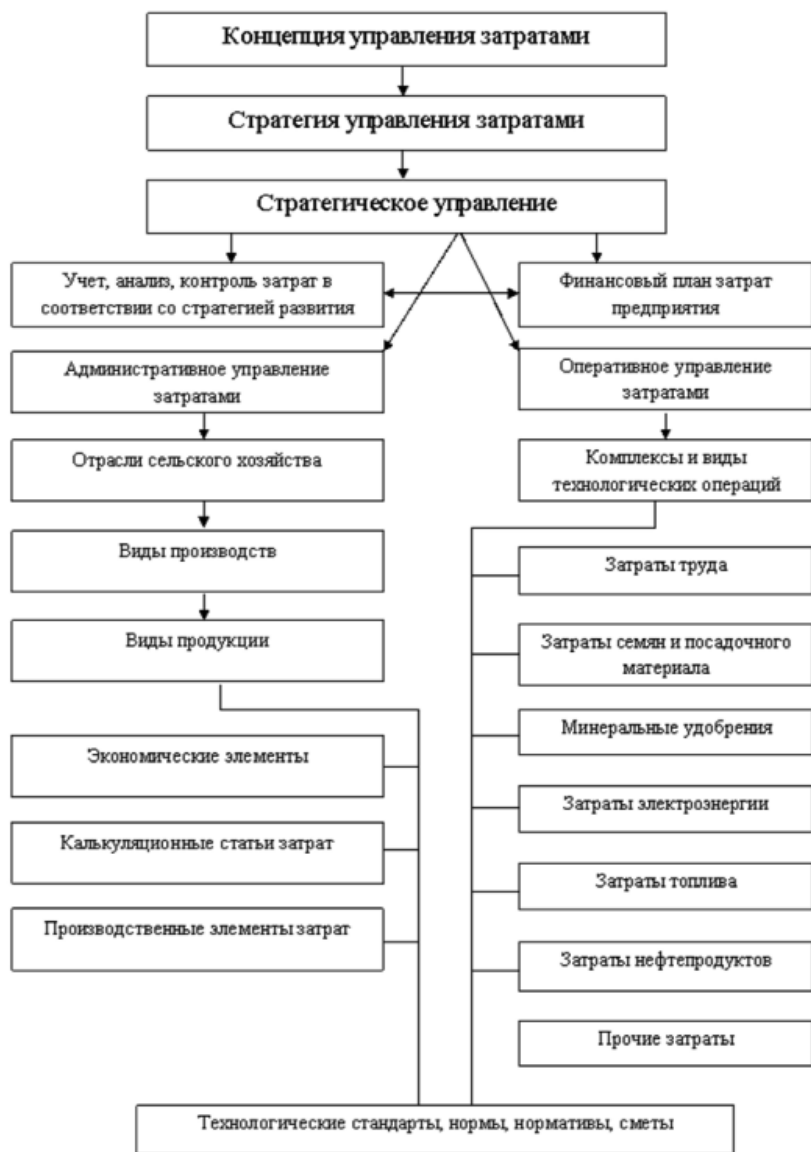 Концепция управления затратами
Стратегия управления затратами
Стратегическое управление
Учет, анализ, контроль затрат в
соответствии со стратегией развития
Финансовый план затрат
предприятия
Административное управление
затратами
Оперативное управление
затратами
Отрасли сельского хозяйства
Комплексы и виды
технологических операций
Виды производств
Затраты труда
Виды продукции
Затраты семян и посадочного
материала
Экономические элементы
Минеральные удобрения
Калькуляционные статьи затрат
Затраты электроэнергии
Производственные элементы затрат
Затраты топлива
Затраты нефтепродуктов
Прочие затраты
Технологические стандарты, нормы, нормативы, сметы